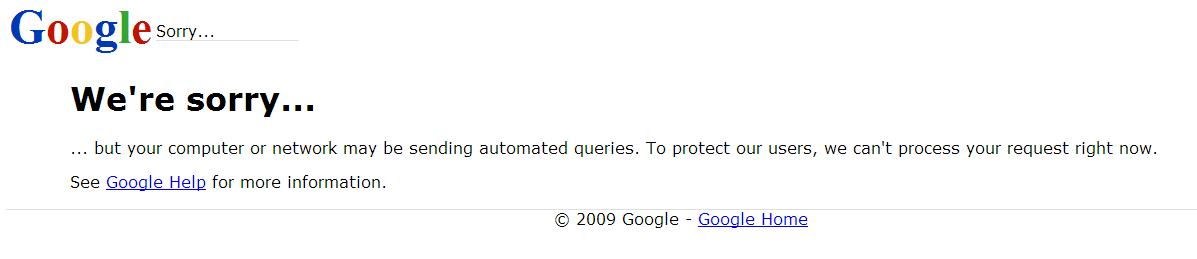 Google Sorry...
We're sorry...
... but your computer or network may be sending automated queries. To protect our users, we can't process your request right now.
See Google Help for more information.
© 2009 Google - Google Home